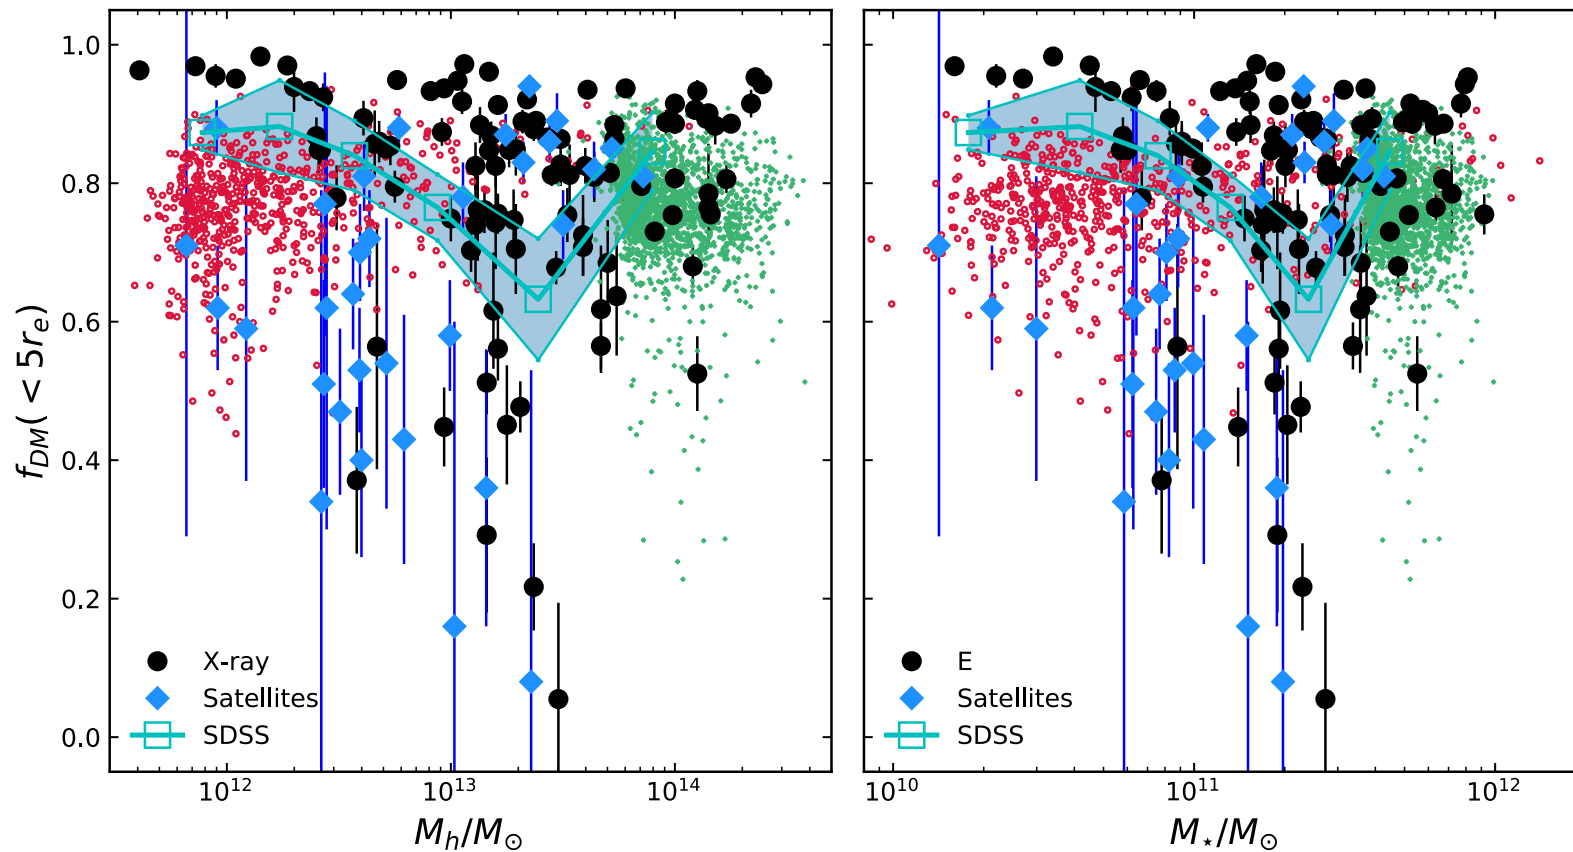 f_DM(< 5r_e)
1.0
0.8
0.6
0.4
0.2
0.0
X-ray
Satellites
SDSS
10^12
10^13
10^14
M_h/M_⊙
E
Satellites
SDSS
10^10
10^11
10^12
M_⋆/M_⊙